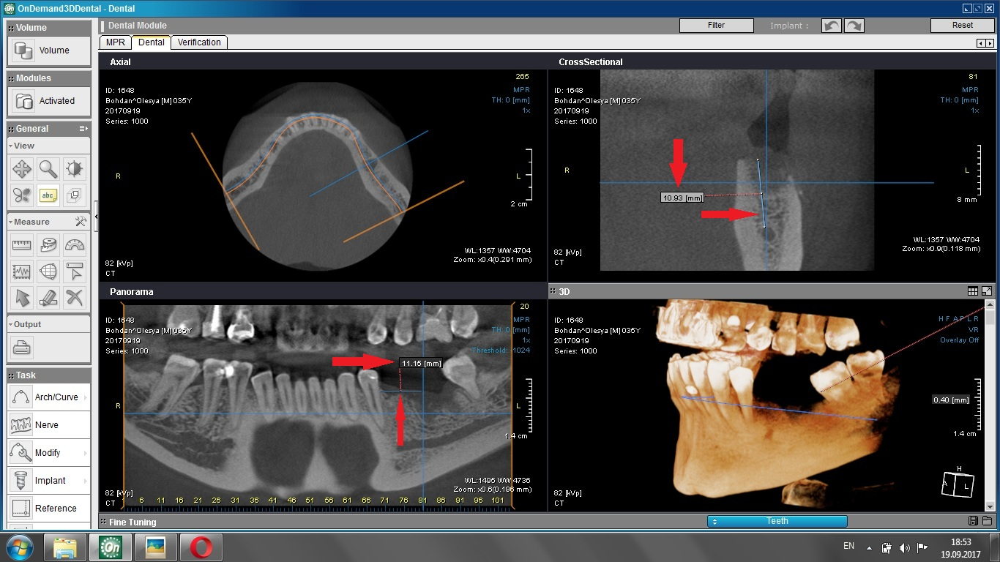 OnDemand3DDental - Dental
Volume
Volume
Modules
Activated
General
View
abc
Measure
Output
Task
Arch/Curve
Nerve
Modify
Implant
Reference
Dental Module
Filter
Implant :
Reset
MPR
Dental
Verification
Axial
265
ID: 1648
MPR
Bohdan^Olesya [M] 035Y
TH: 0 [mm]
20170919
1x
Series: 1000
R
L
2 cm
WL:1357 WW:4704
82 [kVp]
Zoom: x0.4(0.291 mm)
CT
CrossSectional
81
ID: 1648
MPR
Bohdan^Olesya [M] 035Y
TH: 0 [mm]
20170919
1x
Series: 1000
R
L
10.93 [mm]
8 mm
WL:1357 WW:4704
82 [kVp]
Zoom: x0.9(0.118 mm)
CT
Panorama
20
ID: 1648
MPR
Bohdan^Olesya [M] 035Y
TH: 0 [mm]
20170919
1x
Series: 1000
Threshold: -1024
11.15 [mm]
R
L
1.4 cm
WL:1495 WW:4736
82 [kVp]
Zoom: x0.6(0.196 mm)
CT
1 6 11 16 21 26 31 36 41 46 51 56 61 66 71 76 81 86 91 96 101
3D
ID: 1648
H F A P L R
Bohdan^Olesya [M] 035Y
VR
20170919
Overlay Off
Series: 1000
0.40 [mm]
1.4 cm
H
A L
82 [kVp]
CT
Fine Tuning
Teeth
On
EN
18:53
19.09.2017